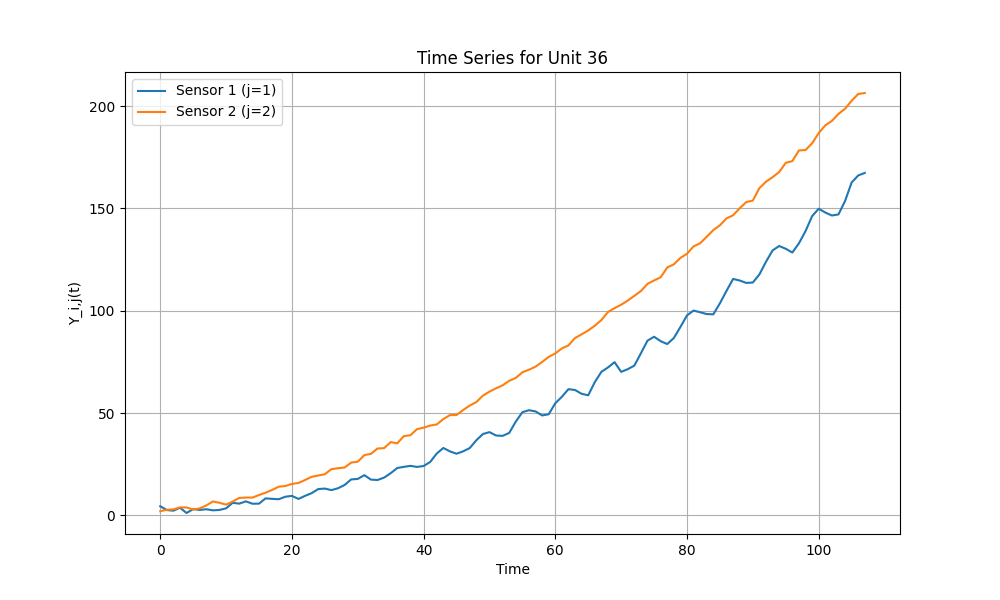 Time Series for Unit 36
Sensor 1 (j=1)
Sensor 2 (j=2)
Y_i,j(t)
200
150
100
50
0
0 20 40 60 80 100
Time